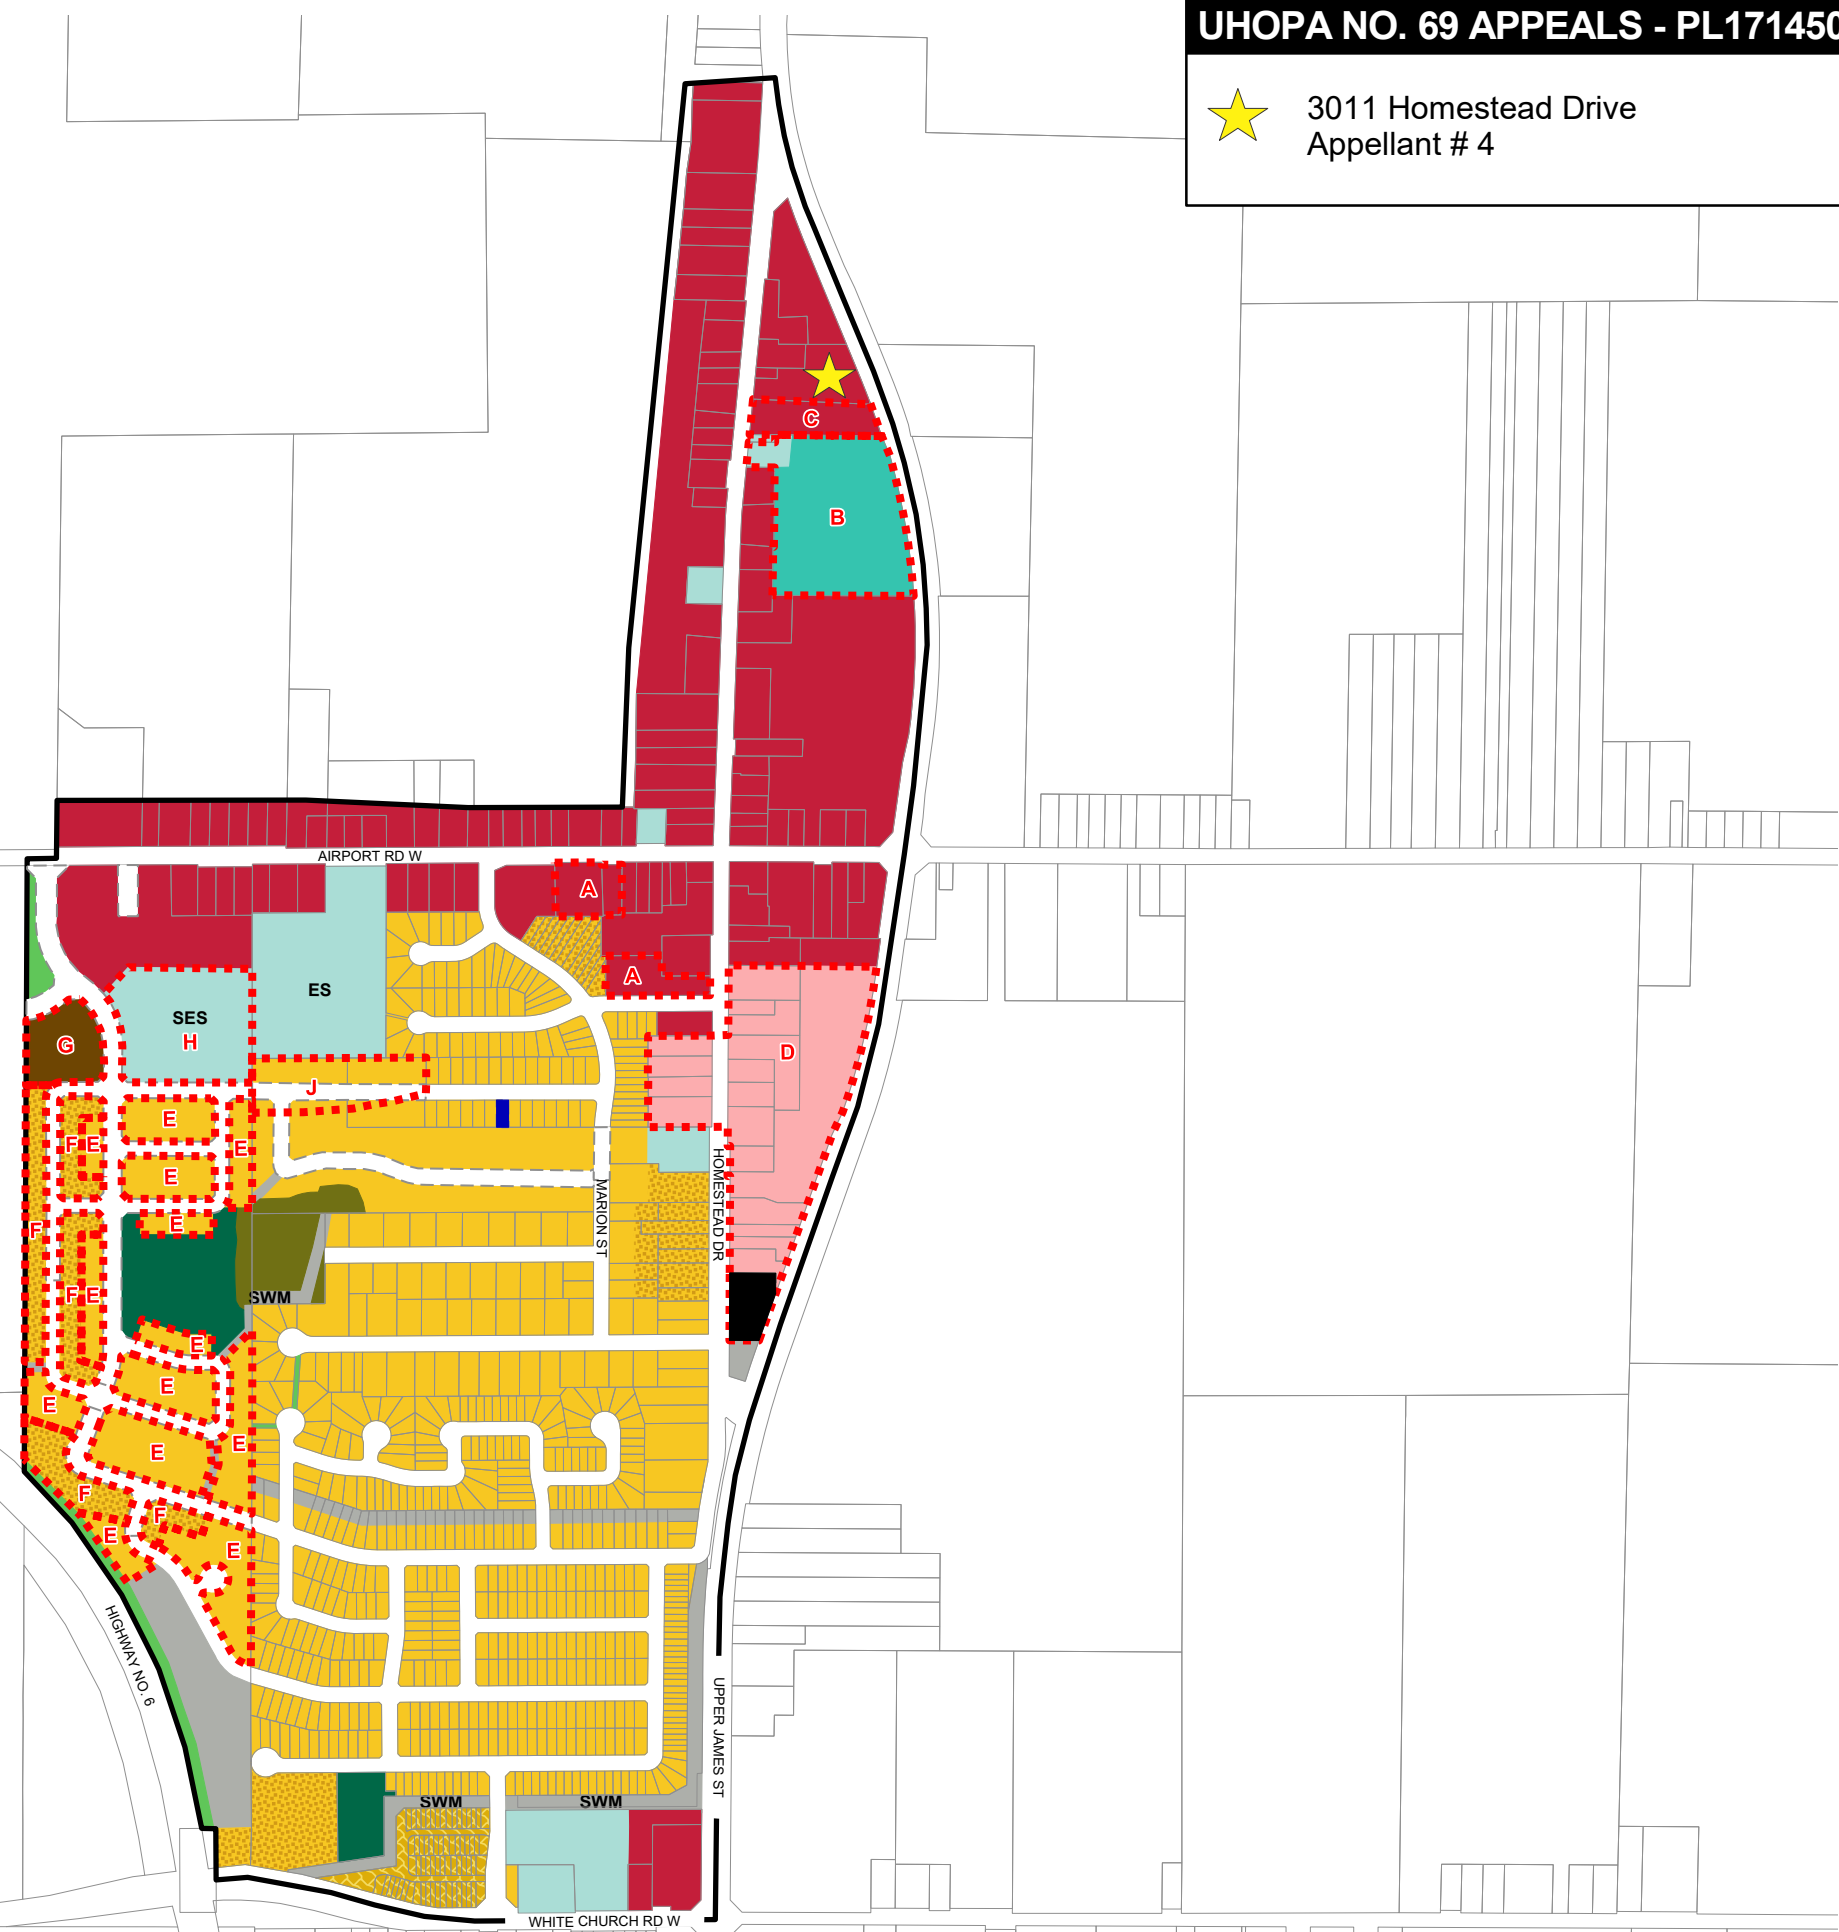 UHOPA NO. 69 APPEALS - PL171450
3011 Homestead Drive
Appellant # 4
C
B
AIRPORT RD W
A
A
ES
SES
H
G
D
J
E
F E
E
E
HOMESTEAD DR
MARION ST
E
F
F E
SWM
E
E
E
E
E
F
F
E
E
HIGHWAY NO. 6
UPPER JAMES ST
SWM
SWM
WHITE CHURCH RD W